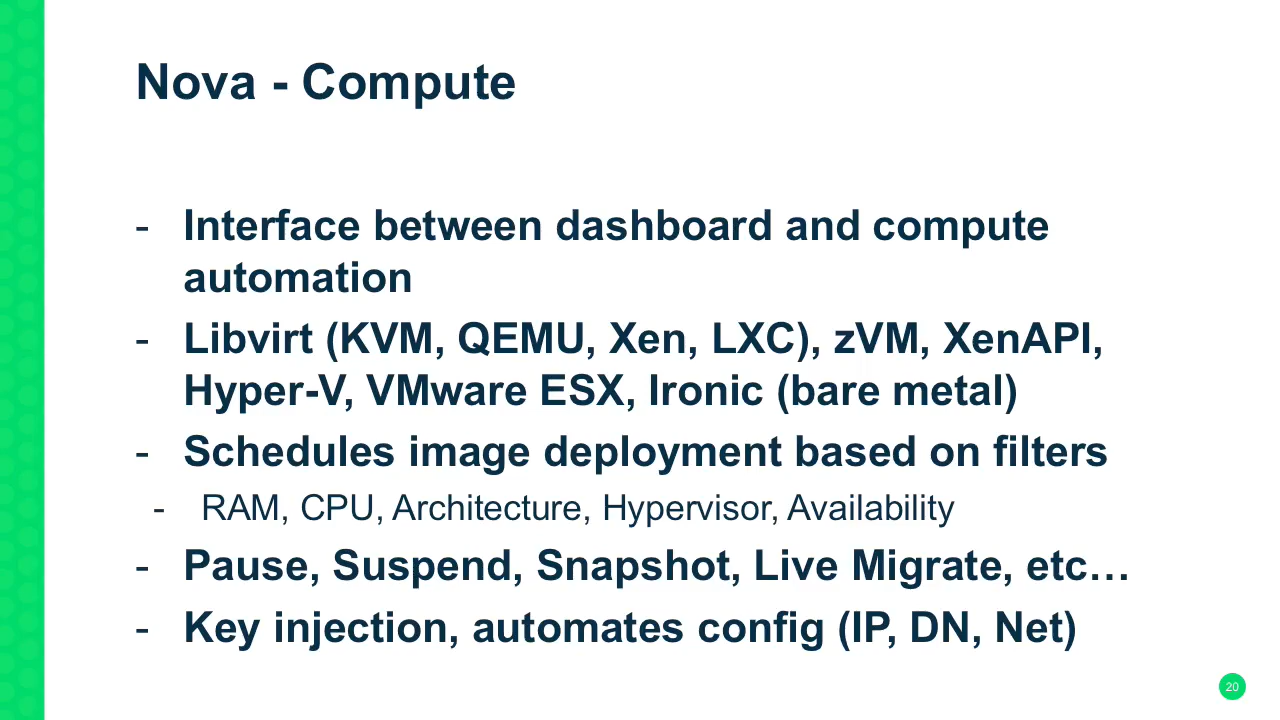 Nova - Compute
- Interface between dashboard and compute
automation
- Libvirt (KVM, QEMU, Xen, LXC), zVM, XenAPI,
Hyper-V, VMware ESX, Ironic (bare metal)
- Schedules image deployment based on filters
- RAM, CPU, Architecture, Hypervisor, Availability
- Pause, Suspend, Snapshot, Live Migrate, etc…
- Key injection, automates config (IP, DN, Net)
20